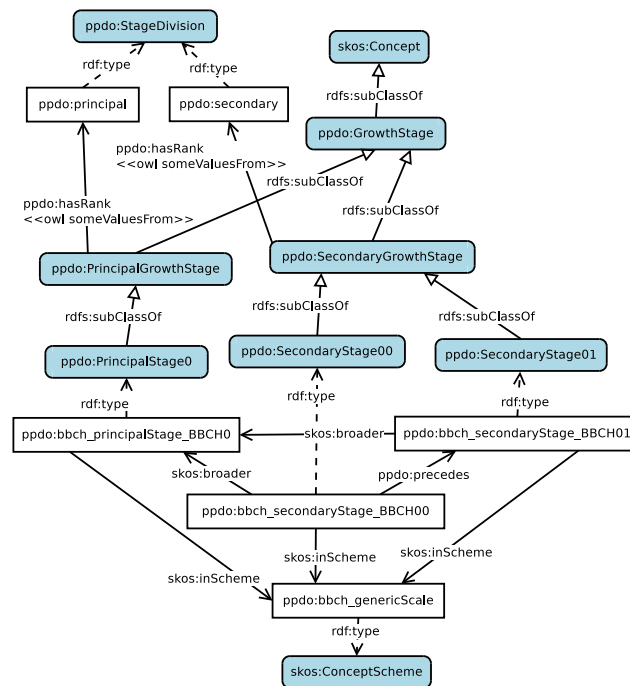 ppdo:StageDivision
skos:Concept
rdf:type
rdf:type
rdfs:subClassOf
ppdo:principal
ppdo:secondary
ppdo:GrowthStage
ppdo:hasRank
<<owl someValuesFrom>>
rdfs:subClassOf
ppdo:hasRank
<<owl someValuesFrom>>
rdfs:subClassOf
ppdo:PrincipalGrowthStage
ppdo:SecondaryGrowthStage
rdfs:subClassOf
rdfs:subClassOf
rdfs:subClassOf
ppdo:PrincipalStage0
ppdo:SecondaryStage00
ppdo:SecondaryStage01
rdf:type
rdf:type
rdf:type
ppdo:bbch_principalStage_BBCH0
skos:broader
ppdo:bbch_secondaryStage_BBCH01
skos:broader
ppdo:precedes
ppdo:bbch_secondaryStage_BBCH00
skos:inScheme
skos:inScheme
skos:inScheme
ppdo:bbch_genericScale
rdf:type
skos:ConceptScheme